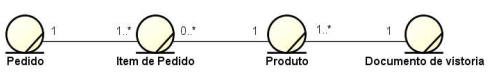 1 1..* 0..* 1 1..* 1
Pedido Item de Pedido Produto Documento de vistoria